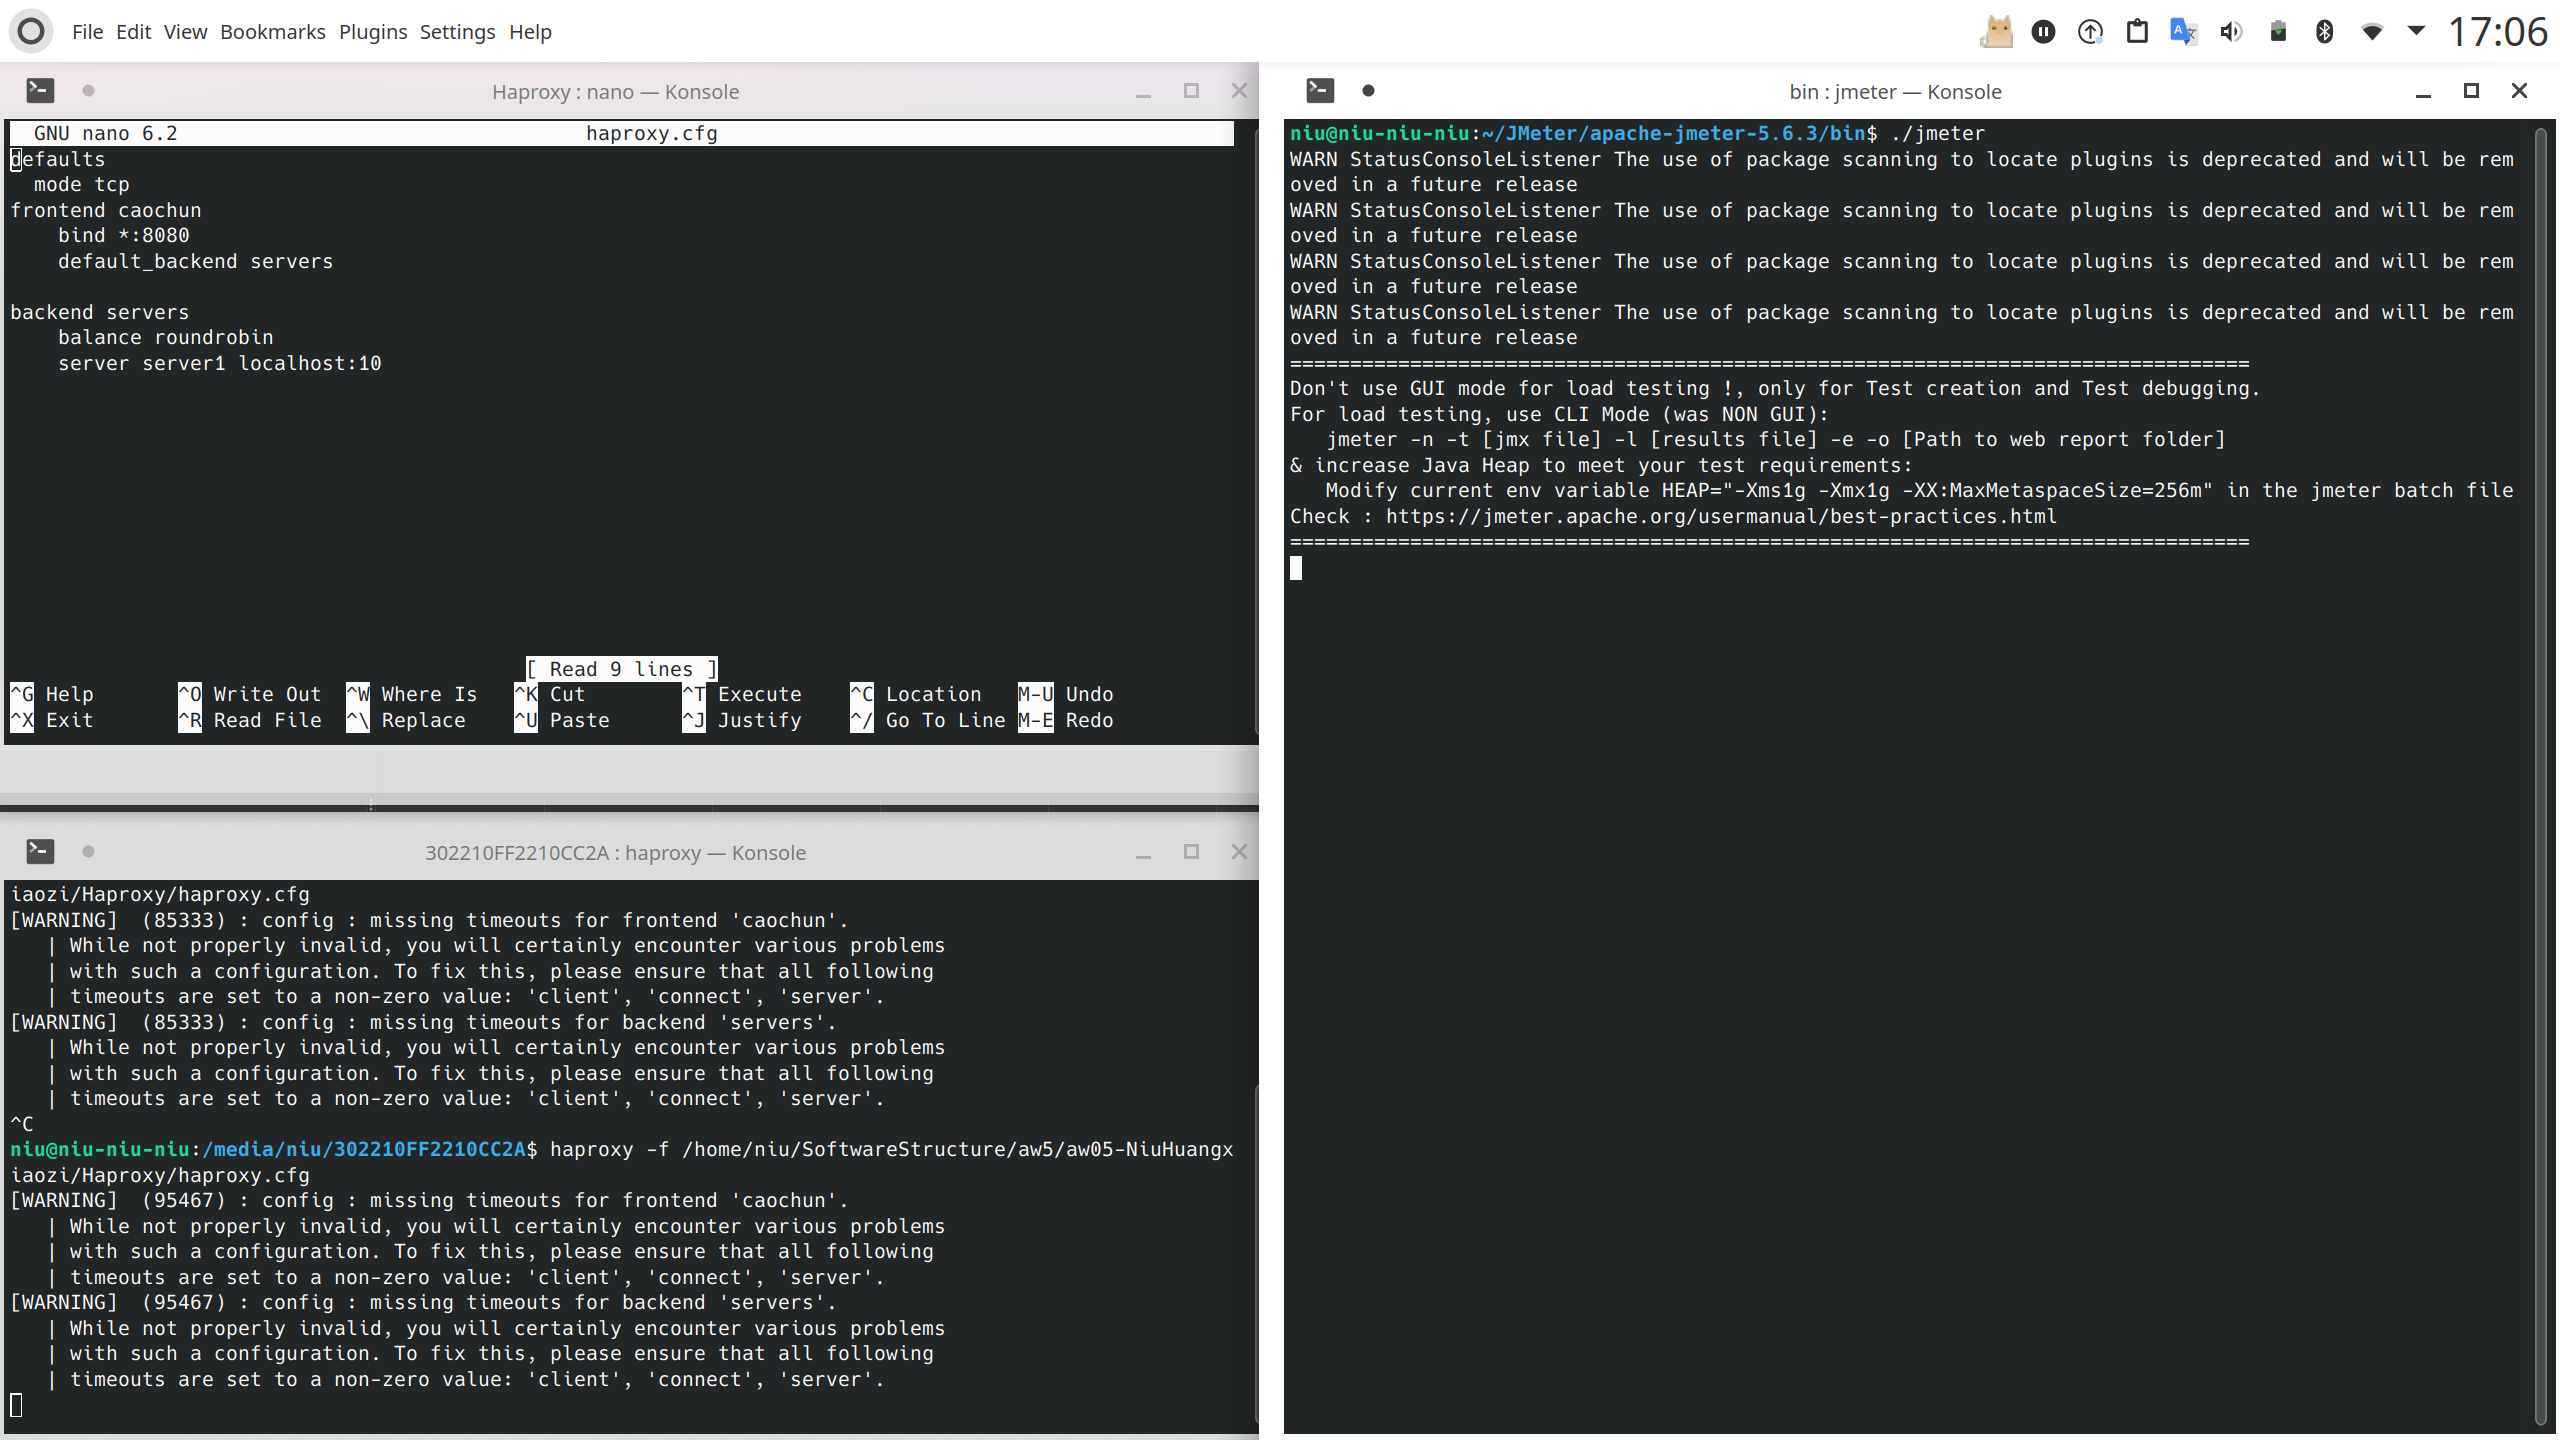 File Edit View Bookmarks Plugins Settings Help
17:06
Haproxy : nano — Konsole
GNU nano 6.2 haproxy.cfg
defaults
  mode tcp
frontend caochun
    bind *:8080
    default_backend servers
backend servers
    balance roundrobin
    server server1 localhost:10
[ Read 9 lines ]
^G Help ^O Write Out ^W Where Is ^K Cut ^T Execute ^C Location M-U Undo
^X Exit ^R Read File ^\ Replace ^U Paste ^J Justify ^/ Go To Line M-E Redo
302210FF2210CC2A : haproxy — Konsole
iaozi/Haproxy/haproxy.cfg
[WARNING]  (85333) : config : missing timeouts for frontend 'caochun'.
   | While not properly invalid, you will certainly encounter various problems
   | with such a configuration. To fix this, please ensure that all following
   | timeouts are set to a non-zero value: 'client', 'connect', 'server'.
[WARNING]  (85333) : config : missing timeouts for backend 'servers'.
   | While not properly invalid, you will certainly encounter various problems
   | with such a configuration. To fix this, please ensure that all following
   | timeouts are set to a non-zero value: 'client', 'connect', 'server'.
^C
niu@niu-niu-niu:/media/niu/302210FF2210CC2A$ haproxy -f /home/niu/SoftwareStructure/aw5/aw05-NiuHuangx
iaozi/Haproxy/haproxy.cfg
[WARNING]  (95467) : config : missing timeouts for frontend 'caochun'.
   | While not properly invalid, you will certainly encounter various problems
   | with such a configuration. To fix this, please ensure that all following
   | timeouts are set to a non-zero value: 'client', 'connect', 'server'.
[WARNING]  (95467) : config : missing timeouts for backend 'servers'.
   | While not properly invalid, you will certainly encounter various problems
   | with such a configuration. To fix this, please ensure that all following
   | timeouts are set to a non-zero value: 'client', 'connect', 'server'.
bin : jmeter — Konsole
niu@niu-niu-niu:~/JMeter/apache-jmeter-5.6.3/bin$ ./jmeter
WARN StatusConsoleListener The use of package scanning to locate plugins is deprecated and will be rem
oved in a future release
WARN StatusConsoleListener The use of package scanning to locate plugins is deprecated and will be rem
oved in a future release
WARN StatusConsoleListener The use of package scanning to locate plugins is deprecated and will be rem
oved in a future release
WARN StatusConsoleListener The use of package scanning to locate plugins is deprecated and will be rem
oved in a future release
================================================================================
Don't use GUI mode for load testing !, only for Test creation and Test debugging.
For load testing, use CLI Mode (was NON GUI):
   jmeter -n -t [jmx file] -l [results file] -e -o [Path to web report folder]
& increase Java Heap to meet your test requirements:
   Modify current env variable HEAP="-Xms1g -Xmx1g -XX:MaxMetaspaceSize=256m" in the jmeter batch file
Check : https://jmeter.apache.org/usermanual/best-practices.html
================================================================================